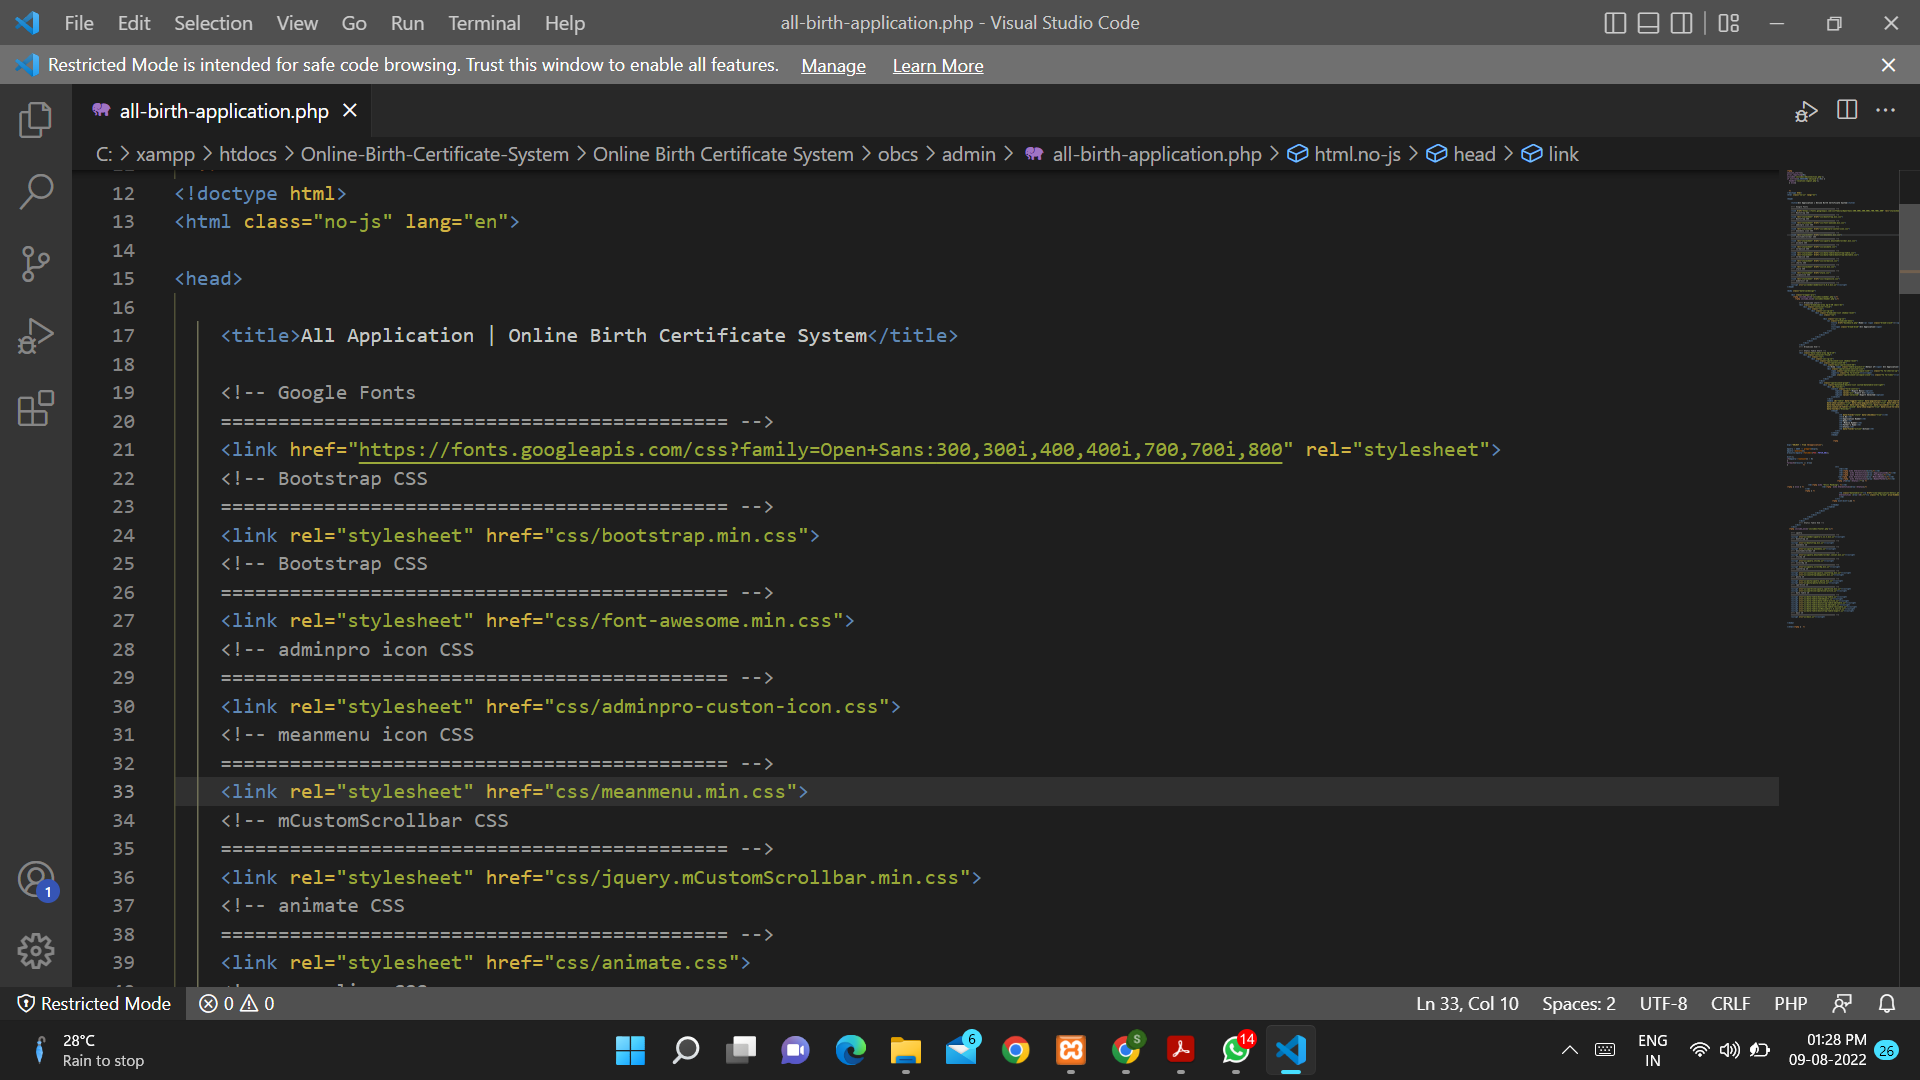 File Edit Selection View Go Run Terminal Help all-birth-application.php - Visual Studio Code
Restricted Mode is intended for safe code browsing. Trust this window to enable all features. Manage Learn More
all-birth-application.php
C: > xampp > htdocs > Online-Birth-Certificate-System > Online Birth Certificate System > obcs > admin > all-birth-application.php > html.no-js > head > link
12 <!doctype html>
13 <html class="no-js" lang="en">
14
15 <head>
16
17 <title>All Application | Online Birth Certificate System</title>
18
19 <!-- Google Fonts
20 ============================================ -->
21 <link href="https://fonts.googleapis.com/css?family=Open+Sans:300,300i,400,400i,700,700i,800" rel="stylesheet">
22 <!-- Bootstrap CSS
23 ============================================ -->
24 <link rel="stylesheet" href="css/bootstrap.min.css">
25 <!-- Bootstrap CSS
26 ============================================ -->
27 <link rel="stylesheet" href="css/font-awesome.min.css">
28 <!-- adminpro icon CSS
29 ============================================ -->
30 <link rel="stylesheet" href="css/adminpro-custon-icon.css">
31 <!-- meanmenu icon CSS
32 ============================================ -->
33 <link rel="stylesheet" href="css/meanmenu.min.css">
34 <!-- mCustomScrollbar CSS
35 ============================================ -->
36 <link rel="stylesheet" href="css/jquery.mCustomScrollbar.min.css">
37 <!-- animate CSS
38 ============================================ -->
39 <link rel="stylesheet" href="css/animate.css">
1
Restricted Mode 0 0 Ln 33, Col 10 Spaces: 2 UTF-8 CRLF PHP
28°C
Rain to stop
6
S
14
ENG
IN
01:28 PM
09-08-2022
26